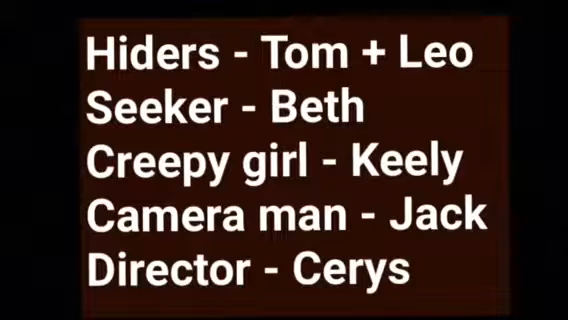 Hiders - Tom + Leo
Seeker - Beth
Creepy girl - Keely
Camera man - Jack
Director - Cerys